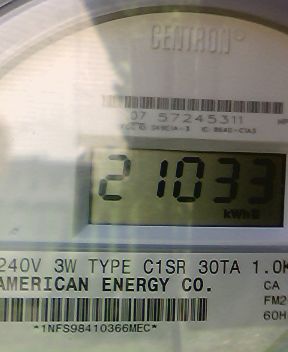 CENTRON®
07 57245311
21033
kWh
240V 3W TYPE C1SR 30TA 1.0K
AMERICAN ENERGY CO.
CA
FM2
60H
*1NFS98410366MEC*